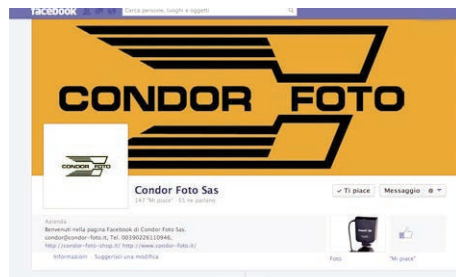 facebook
Cerca persone, luoghi e oggetti
CONDOR FOTO
CONDOR FOTO
Condor Foto Sas
147 "Mi piace" · 55 ne parlano
✓ Ti piace
Messaggio
Azienda
Benvenuti nella pagina Facebook di Condor Foto Sas.
condor@condor-foto.it, Tel. 00390226110946,
http://condor-foto-shop.it/ http://www.condor-foto.it/
Informazioni · Suggerisci una modifica
Foto
"Mi piace"